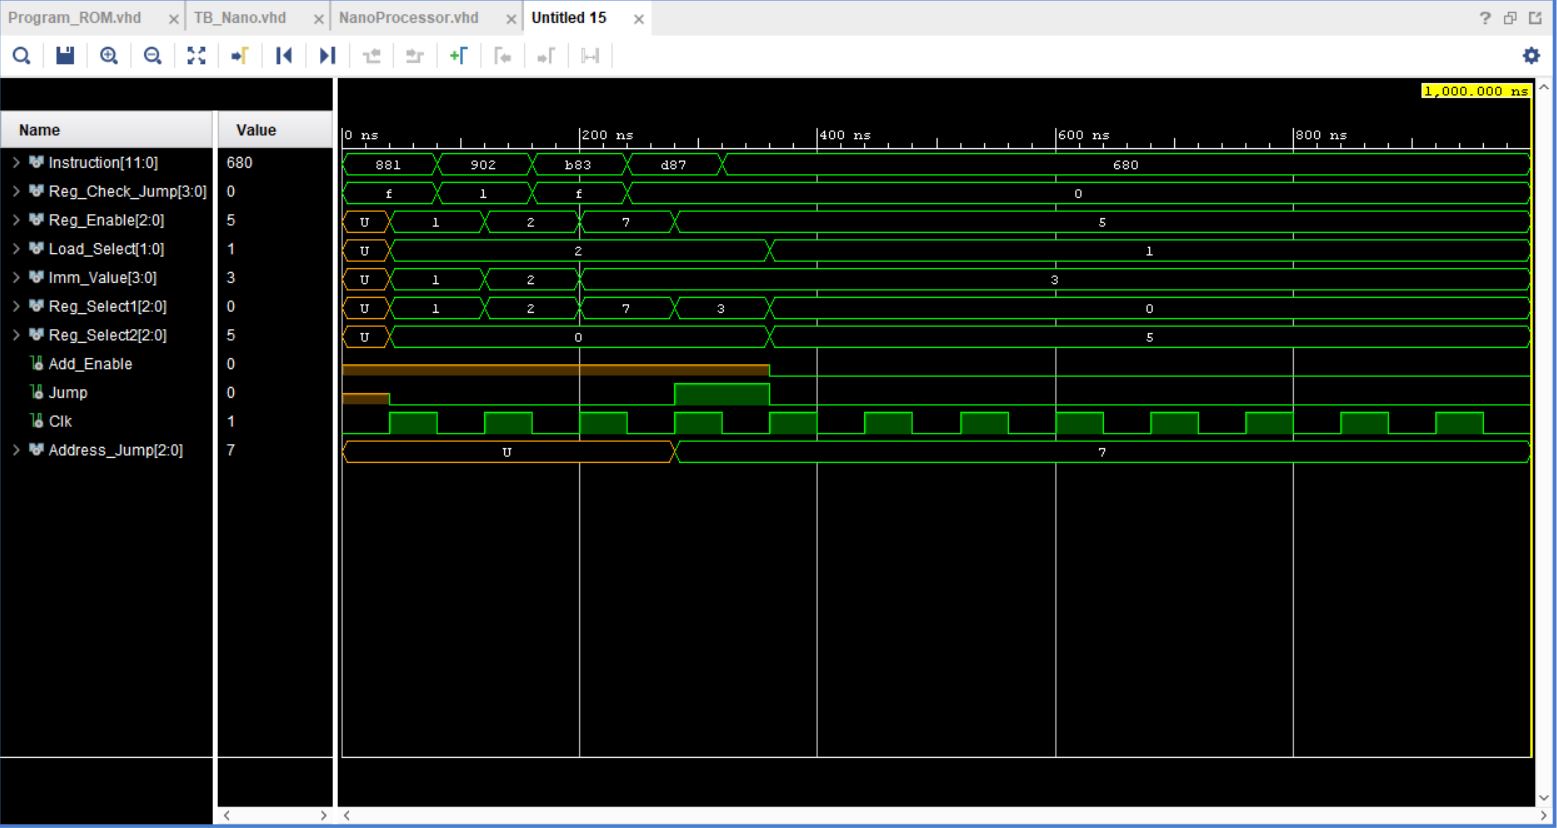 Program_ROM.vhd × TB_Nano.vhd × NanoProcessor.vhd × Untitled 15 × ?
1,000.000 ns
Name Value 0 ns 200 ns 400 ns 600 ns 800 ns
Instruction[11:0] 680 881 902 b83 d87 680
Reg_Check_Jump[3:0] 0 f 1 f 0
Reg_Enable[2:0] 5 U 1 2 7 5
Load_Select[1:0] 1 U 2 1
Imm_Value[3:0] 3 U 1 2 3
Reg_Select1[2:0] 0 U 1 2 7 3 0
Reg_Select2[2:0] 5 U 0 5
Add_Enable 0
Jump 0
Clk 1
Address_Jump[2:0] 7 U 7